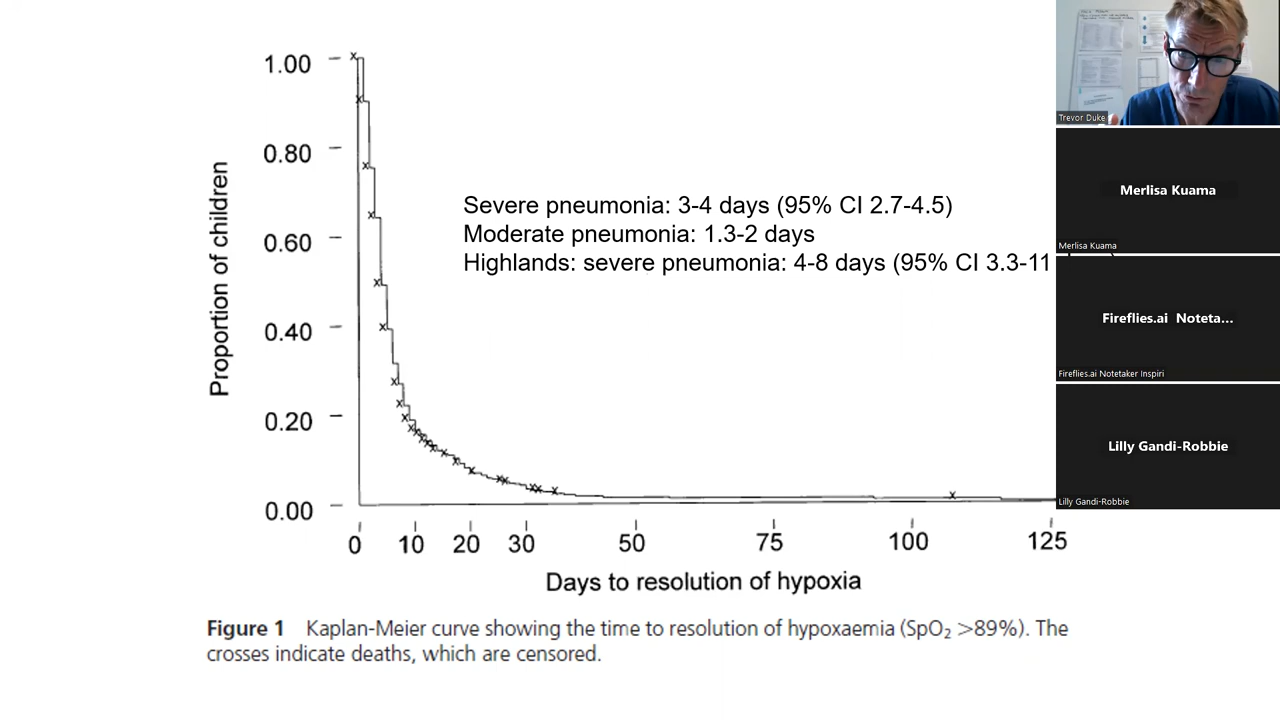 1.00
0.80
0.60
0.40
0.20
0.00
Proportion of children
Severe pneumonia: 3-4 days (95% CI 2.7-4.5)
Moderate pneumonia: 1.3-2 days
Highlands: severe pneumonia: 4-8 days (95% CI 3.3-11
0 10 20 30 50 75 100 125
Days to resolution of hypoxia
Figure 1 Kaplan-Meier curve showing the time to resolution of hypoxaemia (SpO₂ >89%). The
crosses indicate deaths, which are censored.
Trevor Duke
Merlisa Kuama
Merlisa Kuama
Fireflies.ai Noteta...
Fireflies.ai Notetaker Inspiri
Lilly Gandi-Robbie
Lilly Gandi-Robbie